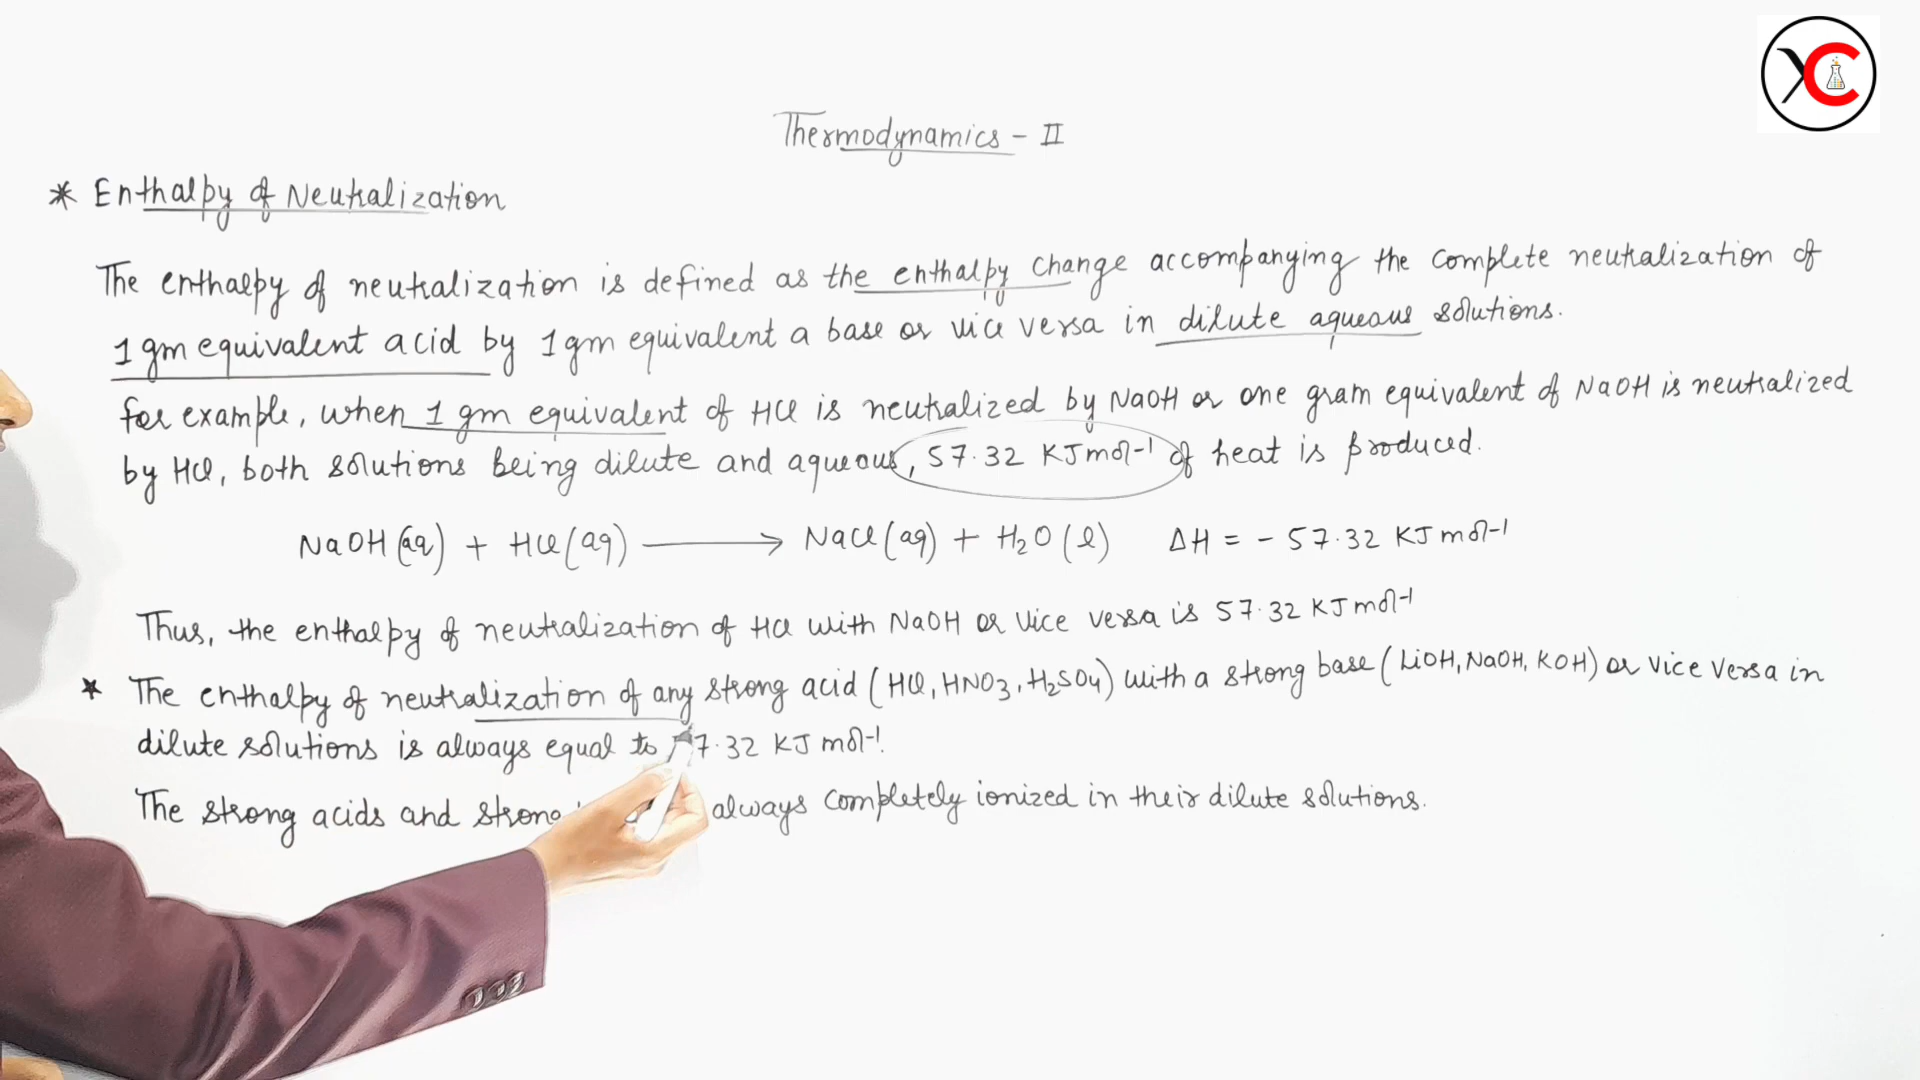 Thermodynamics - II
* Enthalpy of Neutralization
The enthalpy of neutralization is defined as the enthalpy change accompanying the complete neutralization of
1 gm equivalent acid by 1 gm equivalent a base or vice versa in dilute aqueous solutions.
for example, when 1 gm equivalent of HCl is neutralized by NaOH or one gram equivalent of NaOH is neutralized
by HCl, both solutions being dilute and aqueous, 57.32 KJ mol⁻¹ of heat is produced.
NaOH (aq) + HCl (aq) ⟶ NaCl (aq) + H₂O (l) ΔH = - 57.32 KJ mol⁻¹
Thus, the enthalpy of neutralization of HCl with NaOH or vice versa is 57.32 KJ mol⁻¹
★ The enthalpy of neutralization of any strong acid (HCl, HNO₃, H₂SO₄) with a strong base (LiOH, NaOH, KOH) or vice versa in
dilute solutions is always equal to 57.32 KJ mol⁻¹.
The strong acids and strong always completely ionized in their dilute solutions.